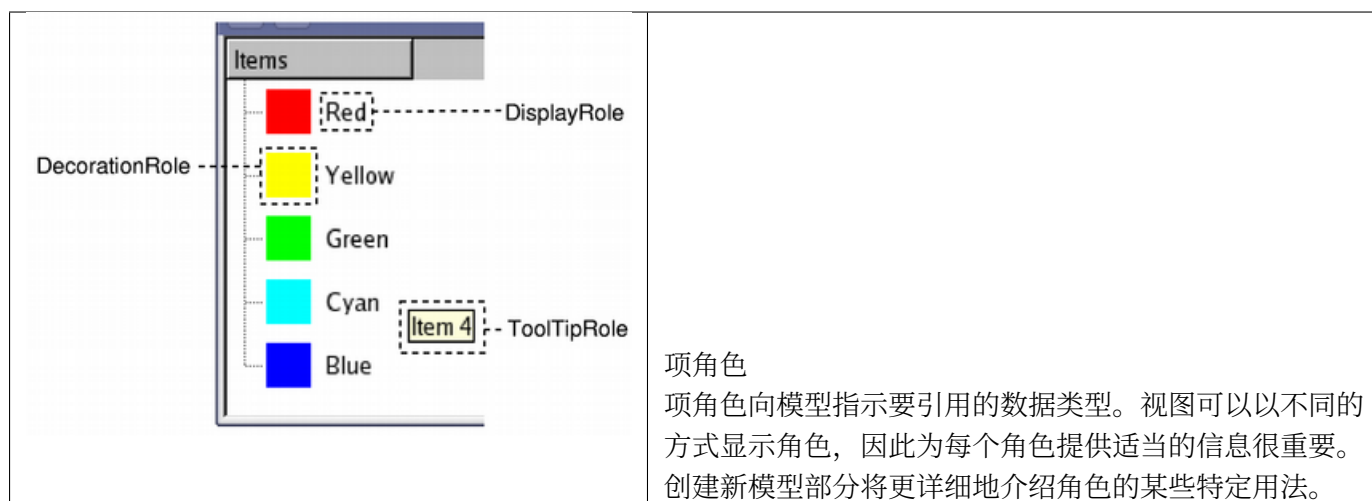 Items
Red
DisplayRole
DecorationRole
Yellow
Green
Cyan
Item 4
ToolTipRole
Blue
项角色
项角色向模型指示要引用的数据类型。视图可以以不同的
方式显示角色，因此为每个角色提供适当的信息很重要。
创建新模型部分将更详细地介绍角色的某些特定用法。